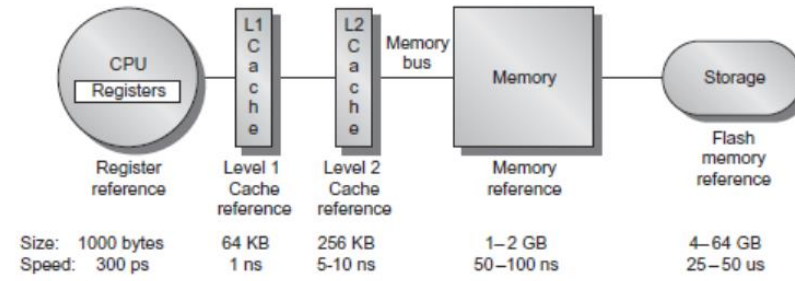 CPU
Registers
L1
Cache
L2
Cache
Memory
bus
Memory
Storage
Register
reference
Level 1
Cache
reference
Level 2
Cache
reference
Memory
reference
Flash
memory
reference
Size: 1000 bytes 64 KB 256 KB 1–2 GB 4–64 GB
Speed: 300 ps 1 ns 5-10 ns 50–100 ns 25–50 us